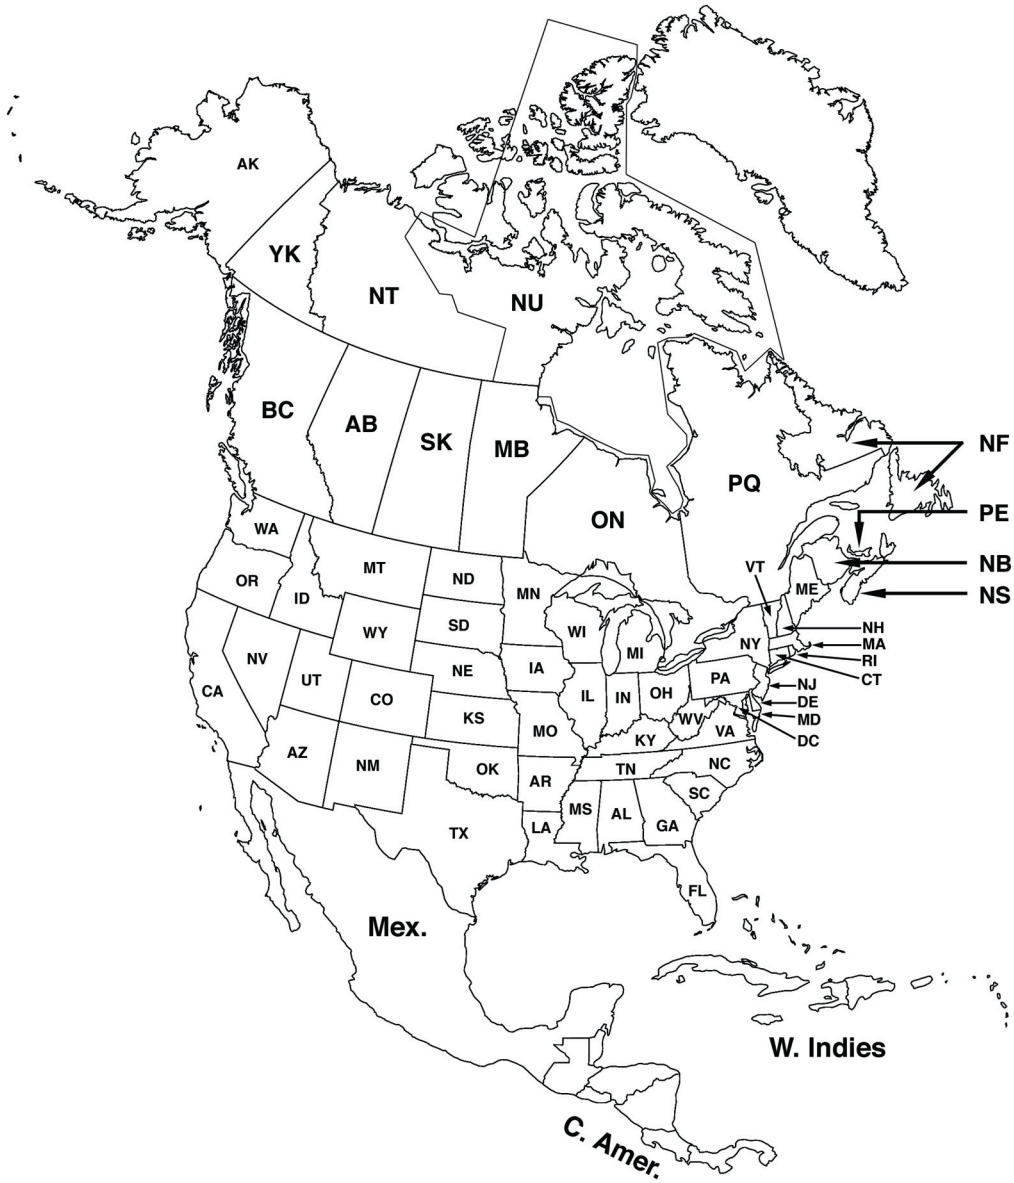 AK
YK
NT
NU
BC
AB
SK
MB
NF
PQ
ON
PE
WA
NB
VT
MT
ND
OR
ME
MN
NS
ID
SD
WI
NH
WY
NY
MA
MI
RI
NV
IA
NE
CT
UT
PA
NJ
CA
CO
IL
IN
OH
DE
KS
WV
MD
MO
VA
KY
DC
AZ
NM
OK
TN
NC
AR
SC
MS
AL
TX
LA
GA
FL
Mex.
W. Indies
C. Amer.